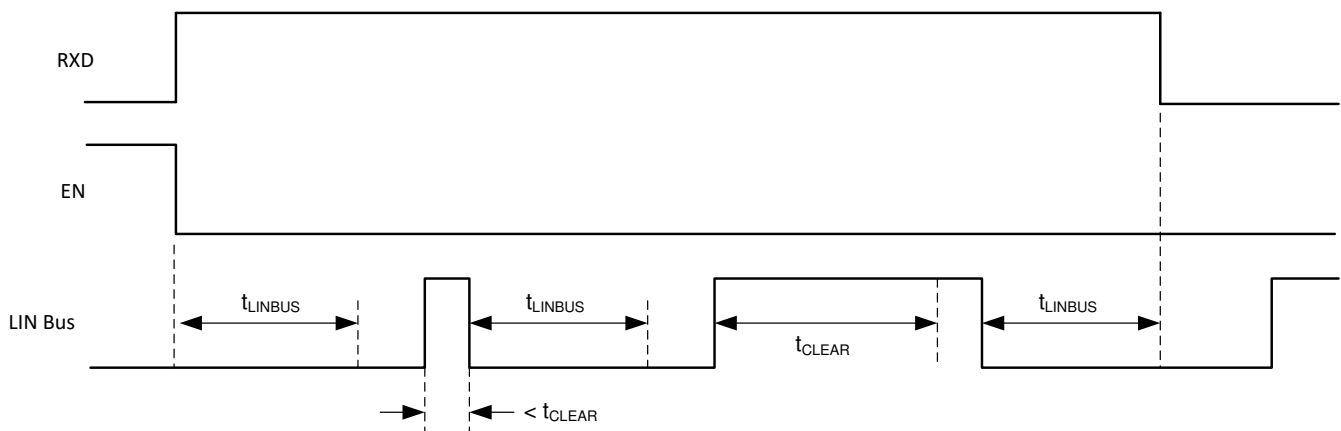 RXD
EN
LIN Bus
tLINBUS
tLINBUS
tCLEAR
tLINBUS
< tCLEAR